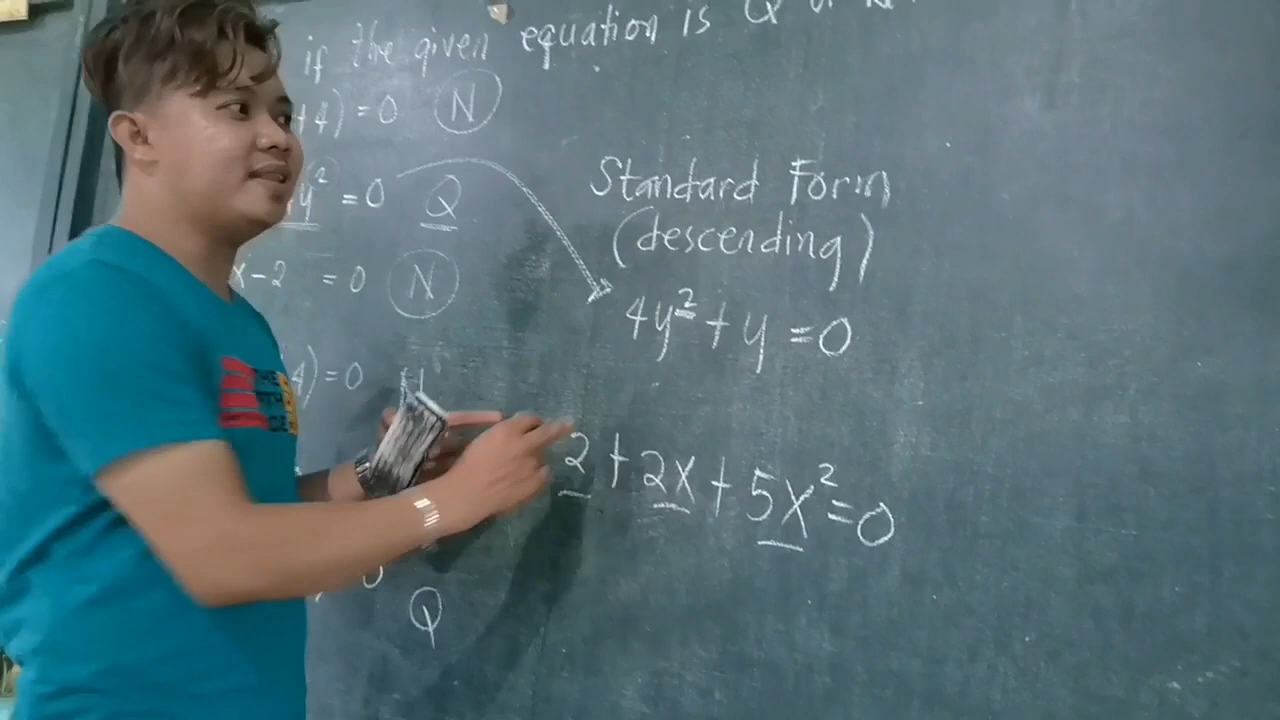 if the given equation is Q or N
+4) = 0 N
y² = 0 Q
x - 2 = 0 N
4) = 0
Q
Standard Form
(descending)
4y² + y = 0
2 + 2x + 5x² = 0